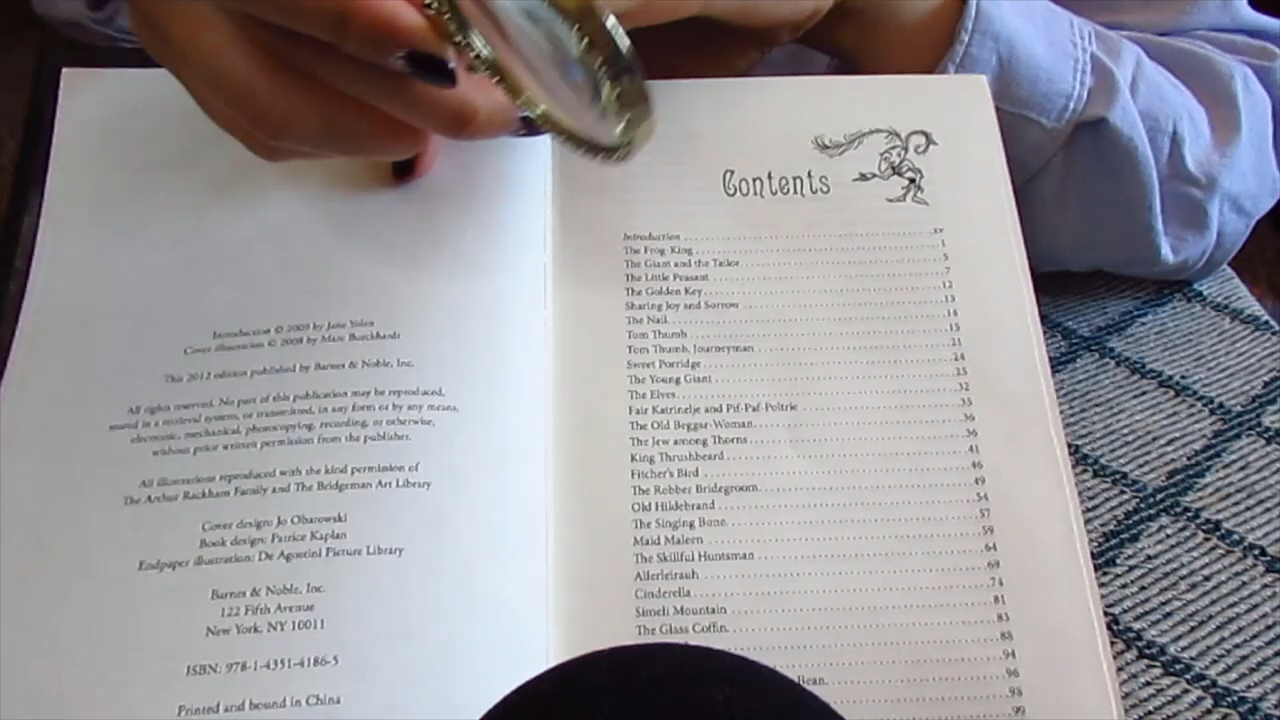 Introduction © 2009 by Jane Yolen
Cover illustration © 2009 by Marc Burckhardt
This 2012 edition published by Barnes & Noble, Inc.
All rights reserved. No part of this publication may be reproduced,
stored in a retrieval system, or transmitted, in any form or by any means,
electronic, mechanical, photocopying, recording, or otherwise,
without prior written permission from the publisher.
All illustrations reproduced with the kind permission of
The Arthur Rackham Family and The Bridgeman Art Library
Cover design: Jo Obarowski
Book design: Patrice Kaplan
Endpaper illustration: De Agostini Picture Library
Barnes & Noble, Inc.
122 Fifth Avenue
New York, NY 10011
ISBN: 978-1-4351-4186-5
Printed and bound in China
Contents
Introduction ........ xv
The Frog-King ........ 1
The Giant and the Tailor ........ 5
The Little Peasant ........ 7
The Golden Key ........ 12
Sharing Joy and Sorrow ........ 13
The Nail ........ 14
Tom Thumb ........ 15
Tom Thumb, Journeyman ........ 21
Sweet Porridge ........ 24
The Young Giant ........ 25
The Elves ........ 32
Fair Katrinelje and Pif-Paf-Poltrie ........ 35
The Old Beggar-Woman ........ 36
The Jew among Thorns ........ 36
King Thrushbeard ........ 41
Fitcher's Bird ........ 46
The Robber Bridegroom ........ 49
Old Hildebrand ........ 54
The Singing Bone ........ 57
Maid Maleen ........ 59
The Skillful Huntsman ........ 64
Allerleirauh ........ 69
Cinderella ........ 74
Simeli Mountain ........ 81
The Glass Coffin ........ 83
88
94
Bean ........ 96
98
99